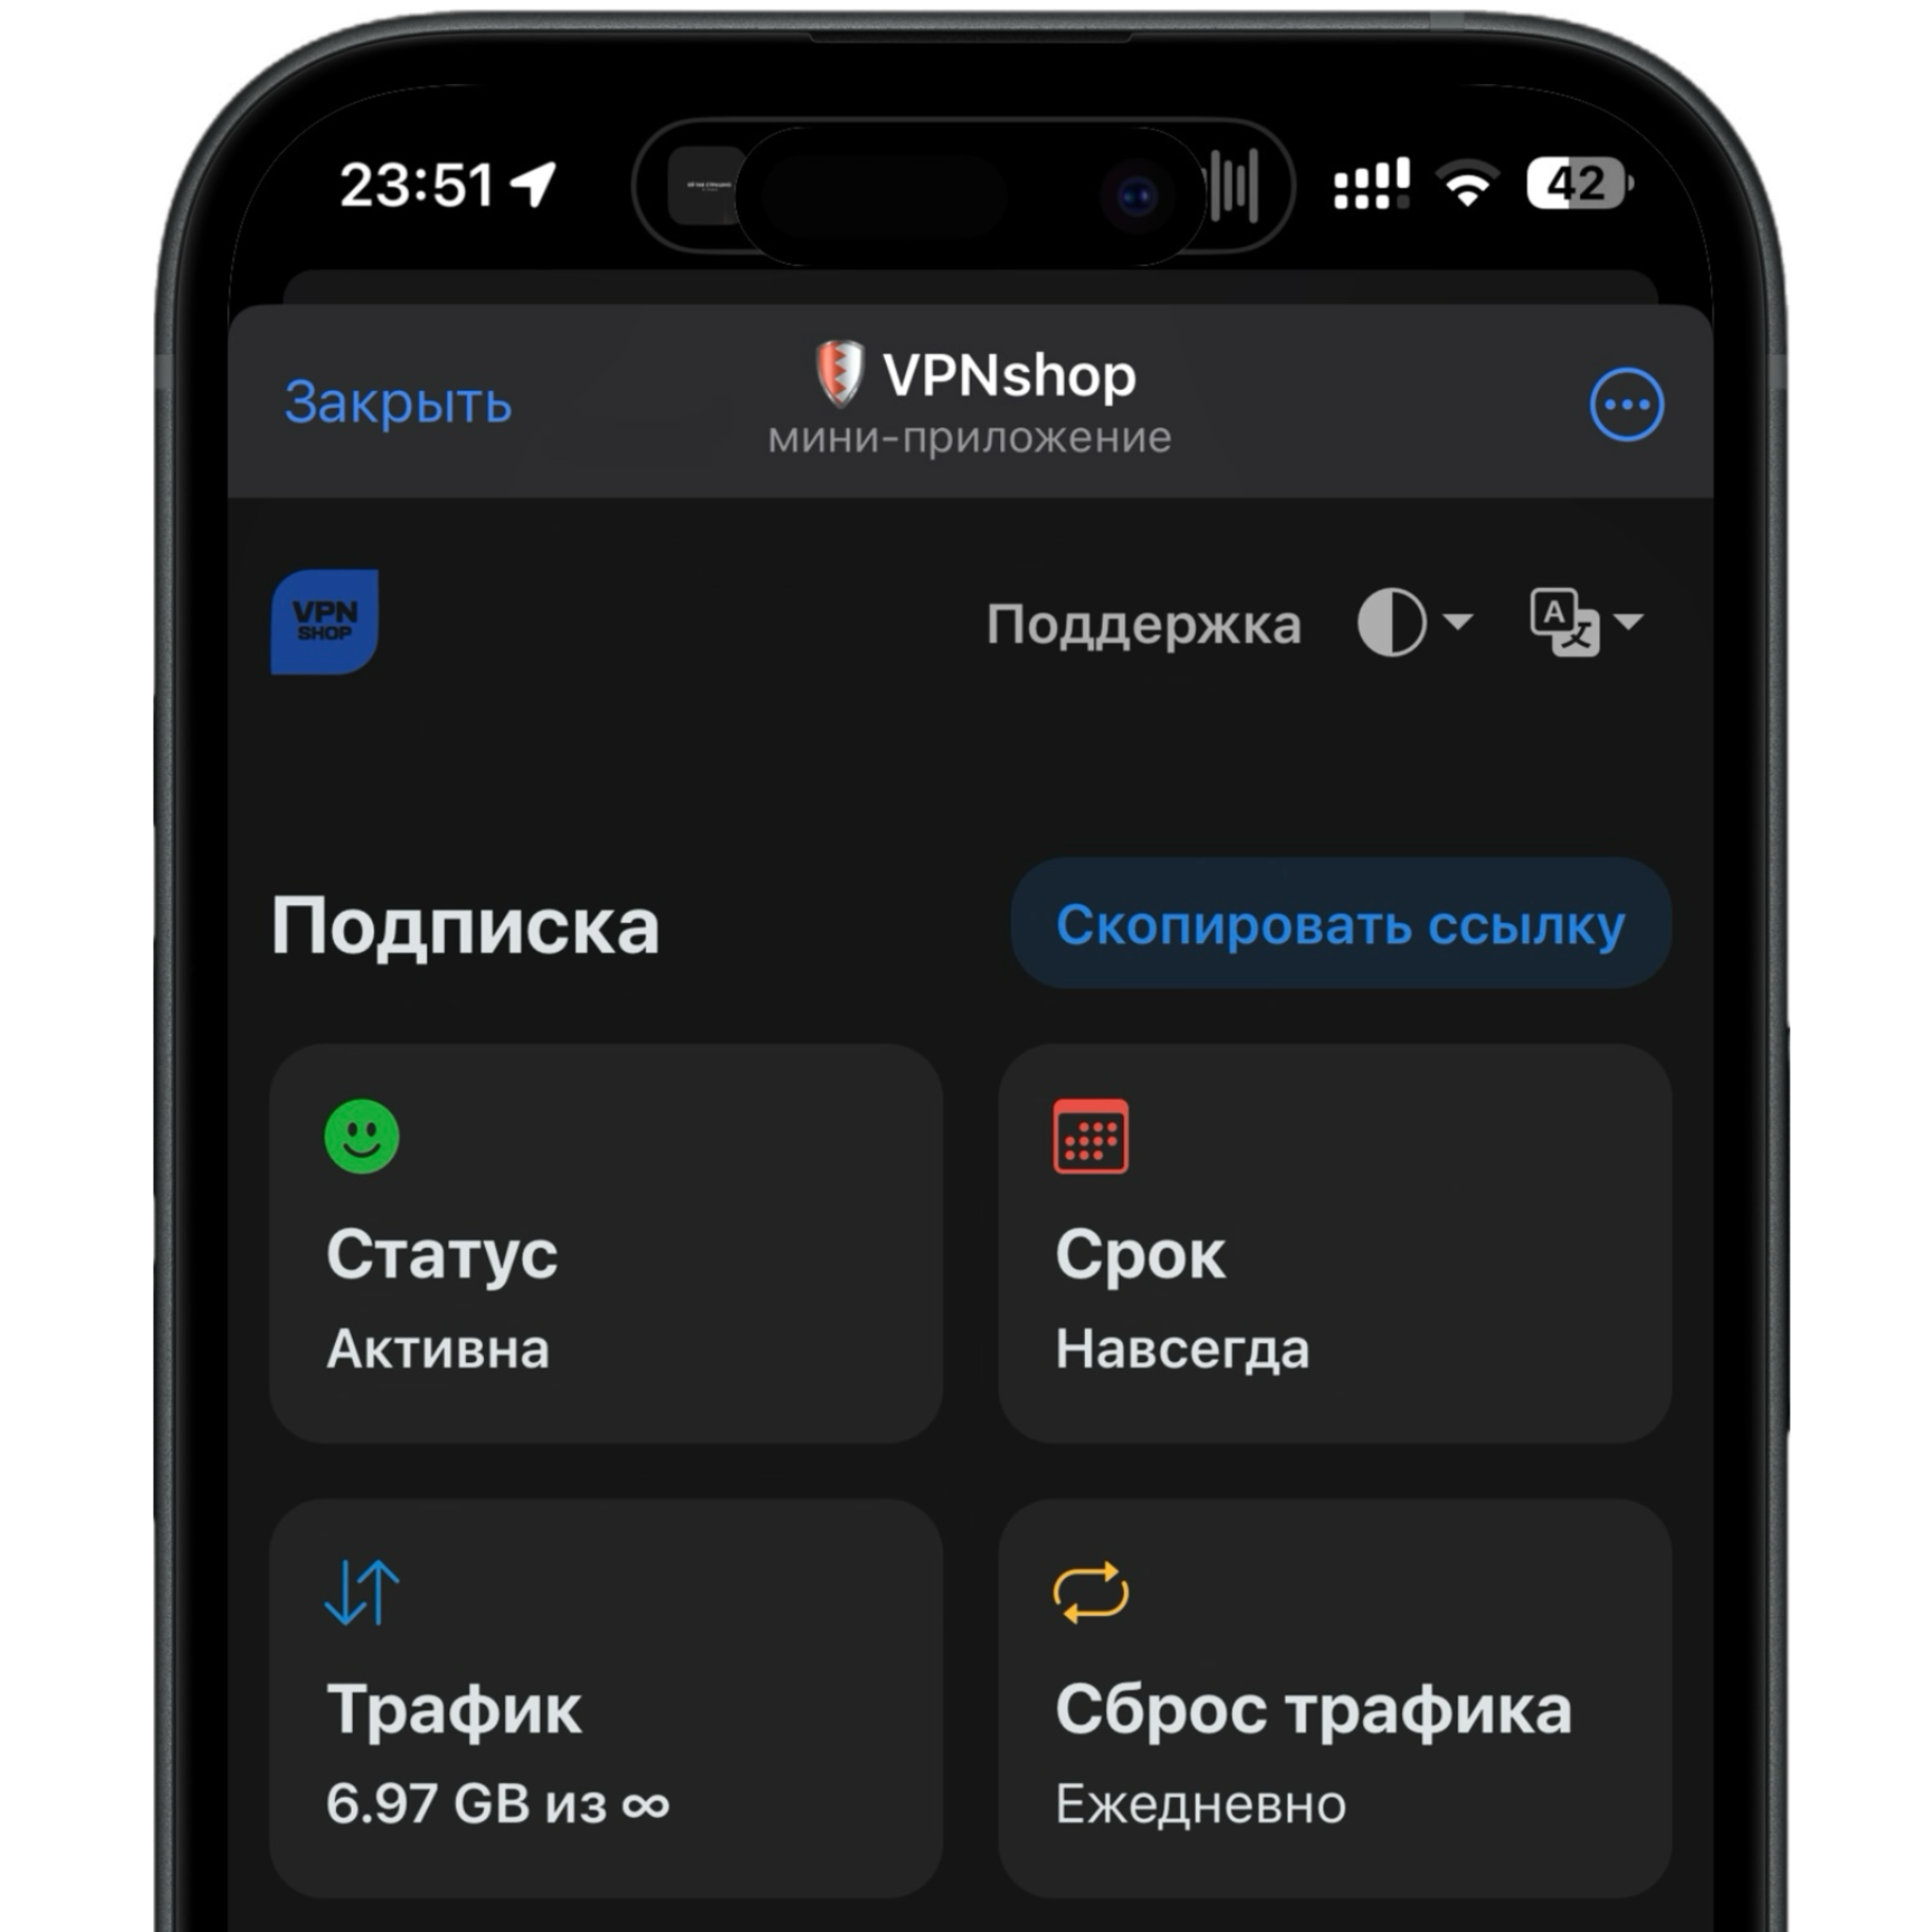 23:51
42
Закрыть
VPNshop
мини-приложение
VPN
SHOP
Поддержка
Подписка
Скопировать ссылку
Статус
Активна
Срок
Навсегда
Трафик
6.97 GB из ∞
Сброс трафика
Ежедневно